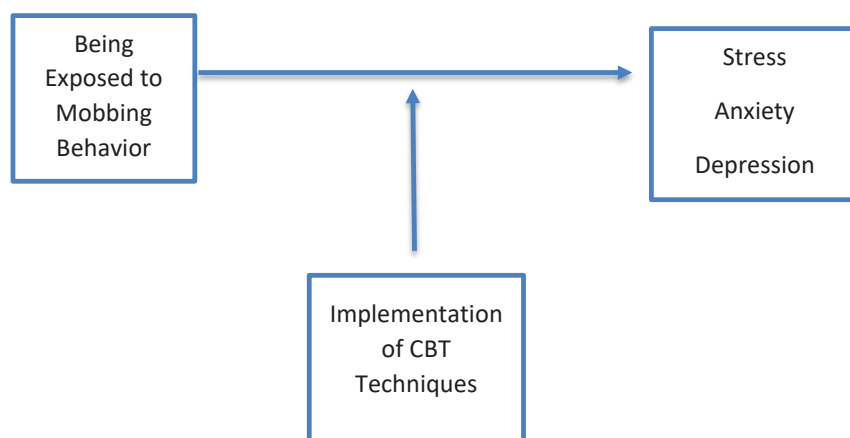 Being
Exposed to
Mobbing
Behavior
Stress
Anxiety
Depression
Implementation
of CBT
Techniques